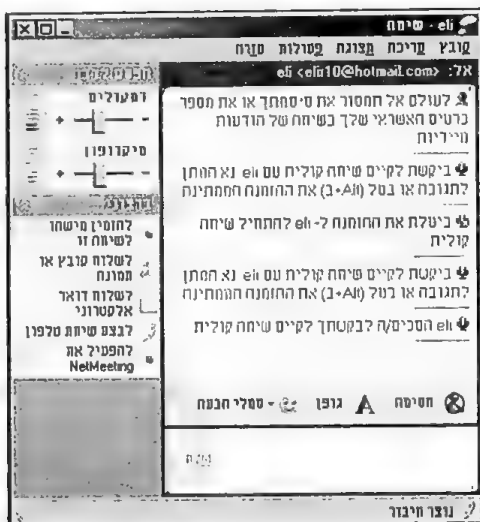 eli - שיחה
קובץ עריכה תצוגה פעולות עזרה
אל: eli <elix10@hotmail.com>
לעולם אל תמסור את סיסמתך או את מספר
כרטיס האשראי שלך בשיחה של הודעות
מיידיות
ביקשת לקיים שיחה קולית עם eli נא המתן
לתגובה או בטל (Alt+ב) את ההזמנה הממתינה
ביטלת את ההזמנה ל- eli להתחיל שיחה
קולית
ביקשת לקיים שיחה קולית עם eli נא המתן
לתגובה או בטל (Alt+ב) את ההזמנה הממתינה
eli הסכים/ה לבקשתך לקיים שיחה קולית
חסימה A גופן סמלי הבעה
רמקולים
+ -
מיקרופון
+ -
להזמין מישהו
לשיחה זו
לשלוח קובץ או
תמונה
לשלוח דואר
אלקטרוני
לבצע שיחת טלפון
להפעיל את
NetMeeting
נוצר חיבור